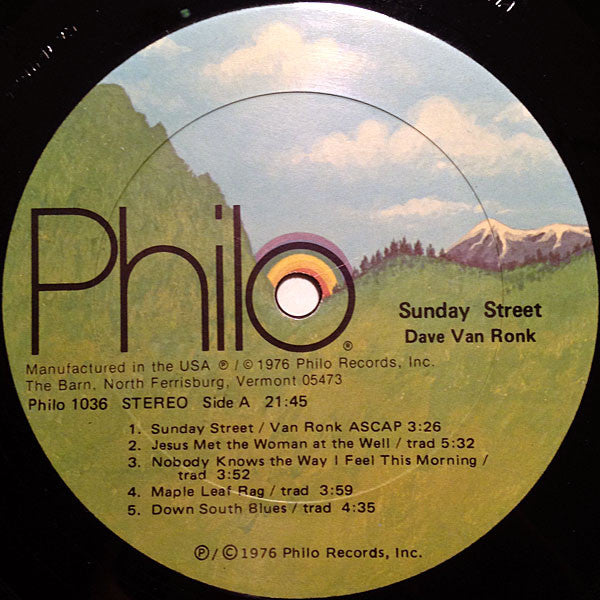 Philo®
Sunday Street
Dave Van Ronk
Manufactured in the USA ℗/©1976 Philo Records, Inc.
The Barn, North Ferrisburg, Vermont 05473
Philo 1036 STEREO Side A 21:45
1. Sunday Street / Van Ronk ASCAP 3:26
2. Jesus Met the Woman at the Well / trad 5:32
3. Nobody Knows the Way I Feel This Morning /
trad 3:52
4. Maple Leaf Rag / trad 3:59
5. Down South Blues / trad 4:35
℗/©1976 Philo Records, Inc.